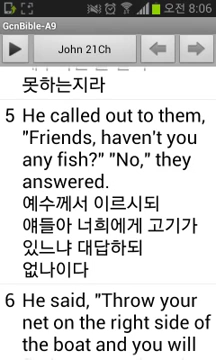 오전 8:06
GcnBible-A9
John 21Ch
못하는지라
5 He called out to them,
"Friends, haven't you
any fish?" "No," they
answered.
예수께서 이르시되
얘들아 너희에게 고기가
있느냐 대답하되
없나이다
6 He said, "Throw your
net on the right side of
the boat and you will